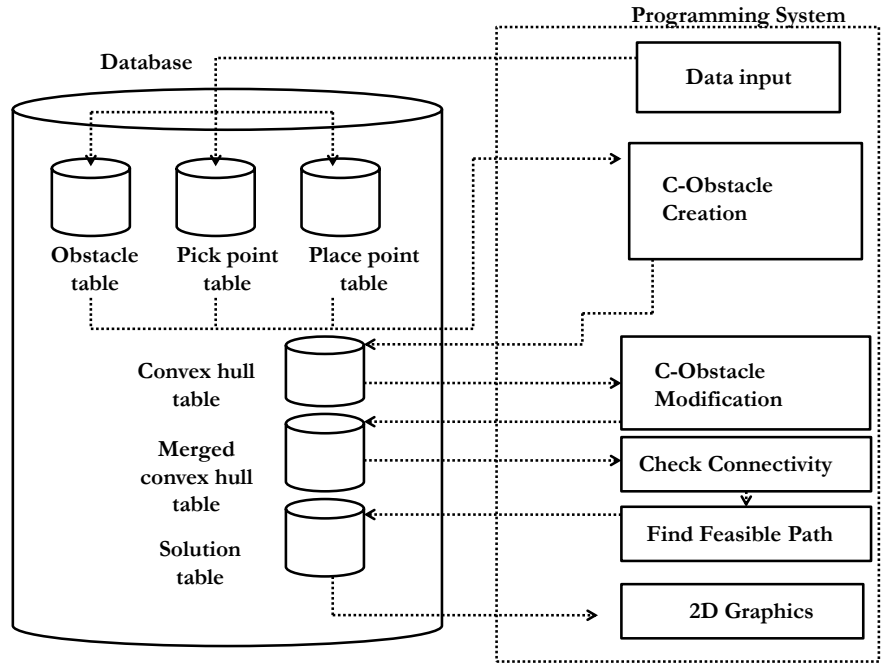 Programming System
Database
Data input
C-Obstacle
Creation
Obstacle
table
Pick point
table
Place point
table
Convex hull
table
C-Obstacle
Modification
Merged
convex hull
table
Check Connectivity
Find Feasible Path
Solution
table
2D Graphics